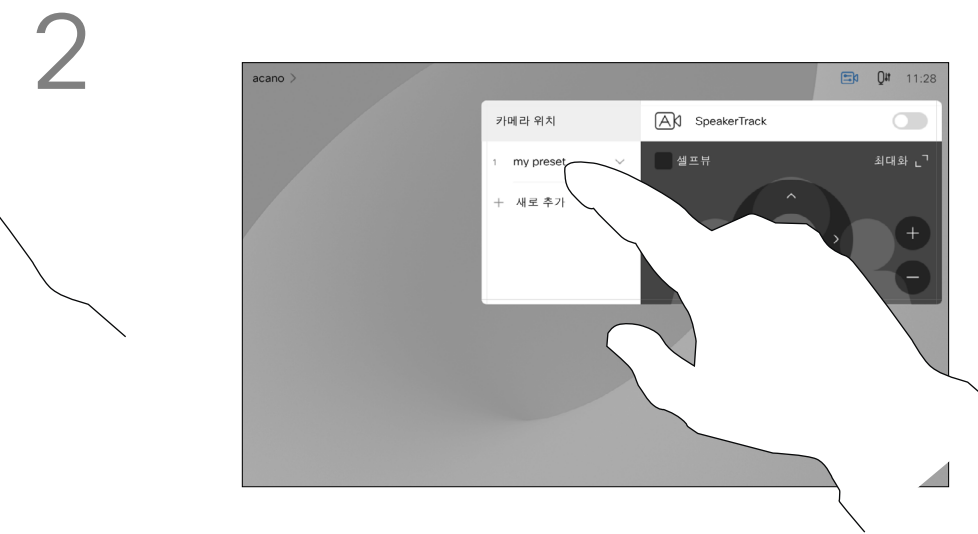 2
acano >
11:28
카메라 위치
SpeakerTrack
1 my preset
셀프뷰
최대화
+ 새로 추가